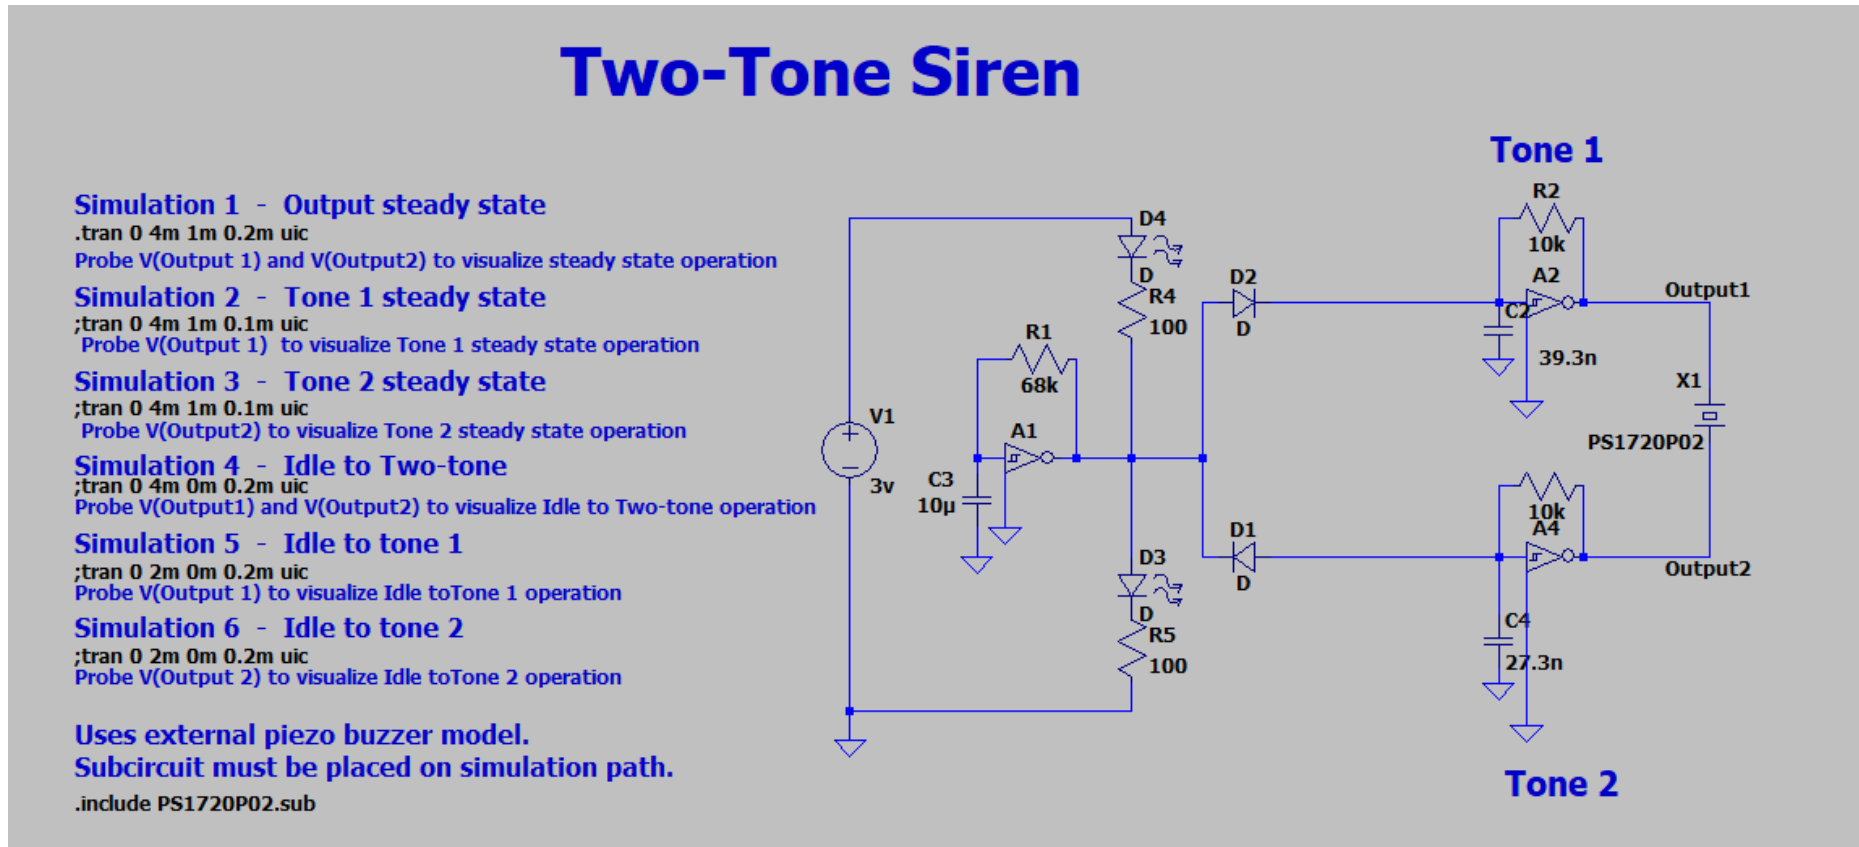 Two-Tone Siren
Simulation 1  -  Output steady state
.tran 0 4m 1m 0.2m uic
Probe V(Output 1) and V(Output2) to visualize steady state operation
Simulation 2  -  Tone 1 steady state
;tran 0 4m 1m 0.1m uic
Probe V(Output 1)  to visualize Tone 1 steady state operation
Simulation 3  -  Tone 2 steady state
;tran 0 4m 1m 0.1m uic
Probe V(Output2) to visualize Tone 2 steady state operation
Simulation 4  -  Idle to Two-tone
;tran 0 4m 0m 0.2m uic
Probe V(Output1) and V(Output2) to visualize Idle to Two-tone operation
Simulation 5  -  Idle to tone 1
;tran 0 2m 0m 0.2m uic
Probe V(Output 1) to visualize Idle toTone 1 operation
Simulation 6  -  Idle to tone 2
;tran 0 2m 0m 0.2m uic
Probe V(Output 2) to visualize Idle toTone 2 operation
Uses external piezo buzzer model.
Subcircuit must be placed on simulation path.
.include PS1720P02.sub
V1
3v
R1
68k
A1
C3
10µ
D4
D
R4
100
D3
D
R5
100
D2
D
D1
D
Tone 1
R2
10k
A2
C2
39.3n
Output1
X1
PS1720P02
10k
A4
Output2
C4
27.3n
Tone 2